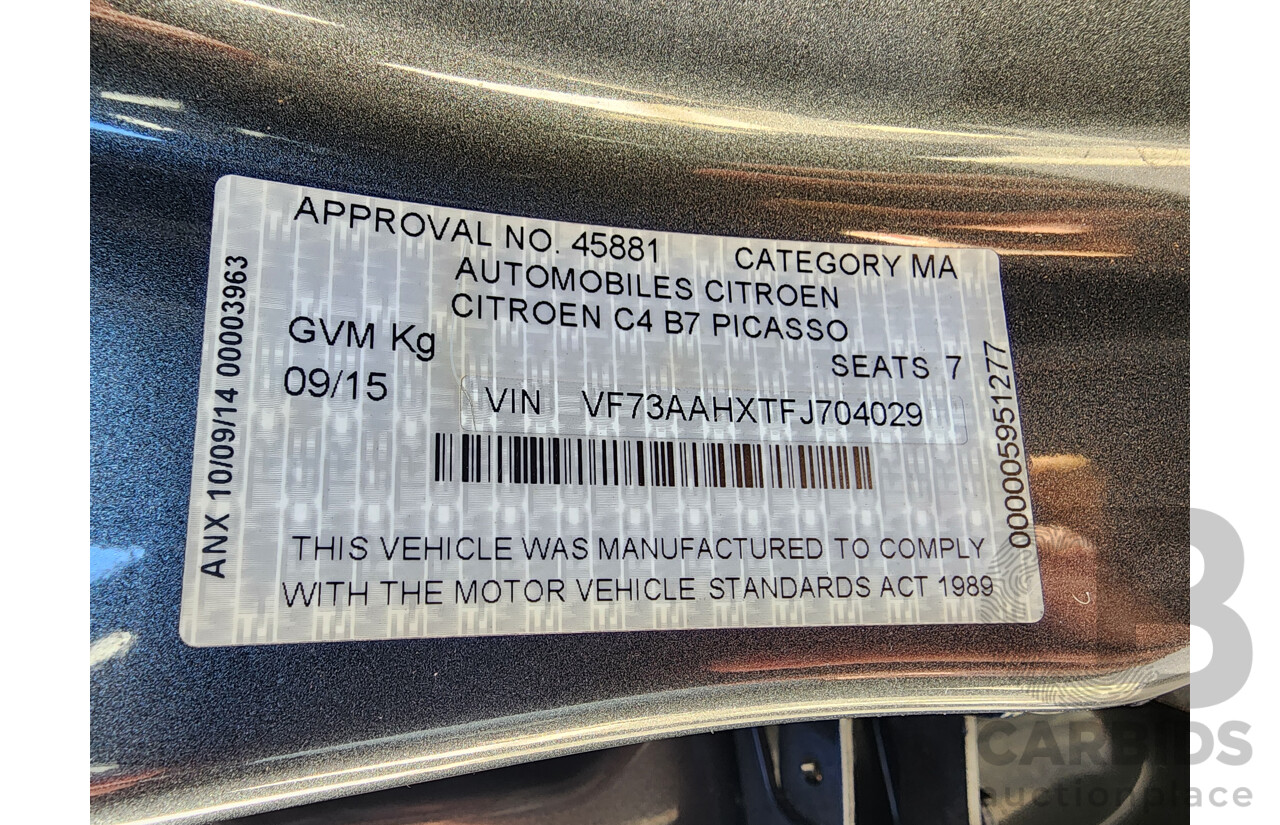 APPROVAL NO. 45881 CATEGORY MA
AUTOMOBILES CITROEN
CITROEN C4 B7 PICASSO
GVM Kg
SEATS 7
09/15
VIN VF73AAHXTFJ704029
THIS VEHICLE WAS MANUFACTURED TO COMPLY
WITH THE MOTOR VEHICLE STANDARDS ACT 1989
ANX 10/09/14 00003963
0000005951277
CARBIDS
auctionplace